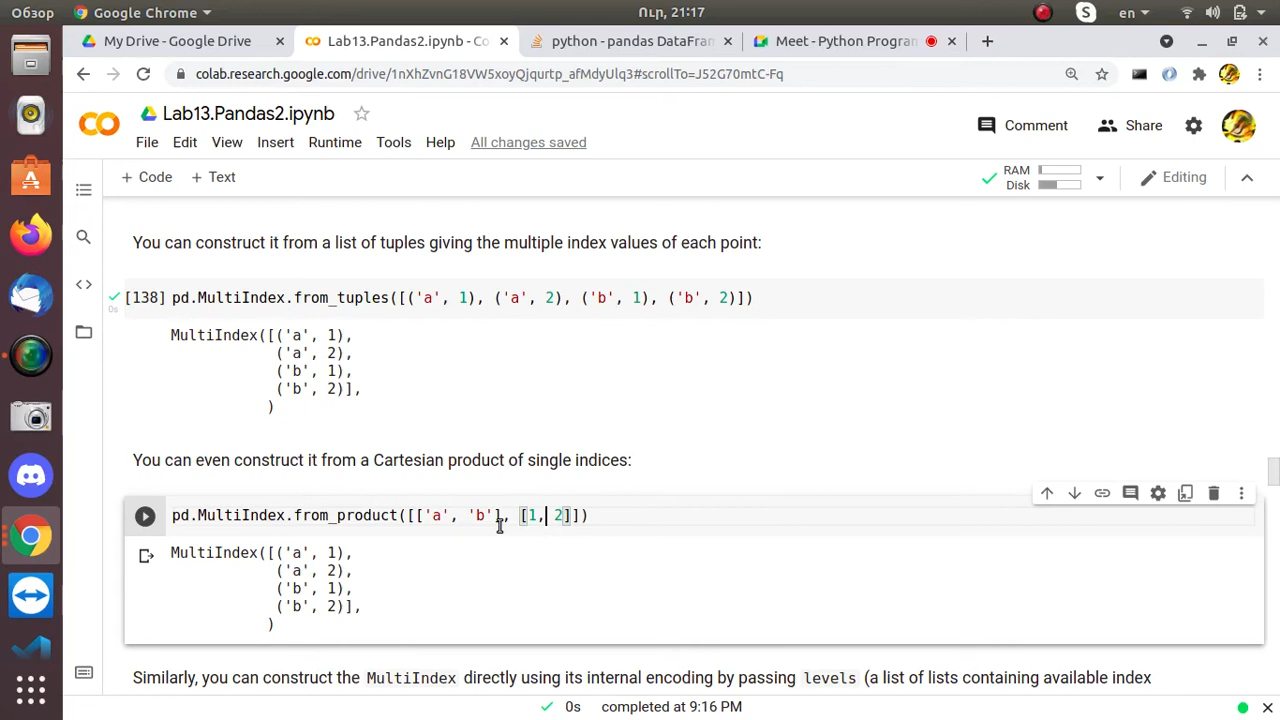 Обзор
Google Chrome
Ուր, 21:17
en
My Drive - Google Drive
Lab13.Pandas2.ipynb - Co
python - pandas DataFran
Meet - Python Progran
colab.research.google.com/drive/1nXhZvnG18VW5xoyQjqurtp_afMdyUlq3#scrollTo=J52G70mtC-Fq
Lab13.Pandas2.ipynb
File Edit View Insert Runtime Tools Help All changes saved
Comment
Share
+ Code + Text
RAM
Disk
Editing
You can construct it from a list of tuples giving the multiple index values of each point:
[138] pd.MultiIndex.from_tuples([('a', 1), ('a', 2), ('b', 1), ('b', 2)])
0s
MultiIndex([('a', 1),
('a', 2),
('b', 1),
('b', 2)],
)
You can even construct it from a Cartesian product of single indices:
pd.MultiIndex.from_product([['a', 'b'], [1, 2]])
MultiIndex([('a', 1),
('a', 2),
('b', 1),
('b', 2)],
)
Similarly, you can construct the MultiIndex directly using its internal encoding by passing levels (a list of lists containing available index
0s completed at 9:16 PM